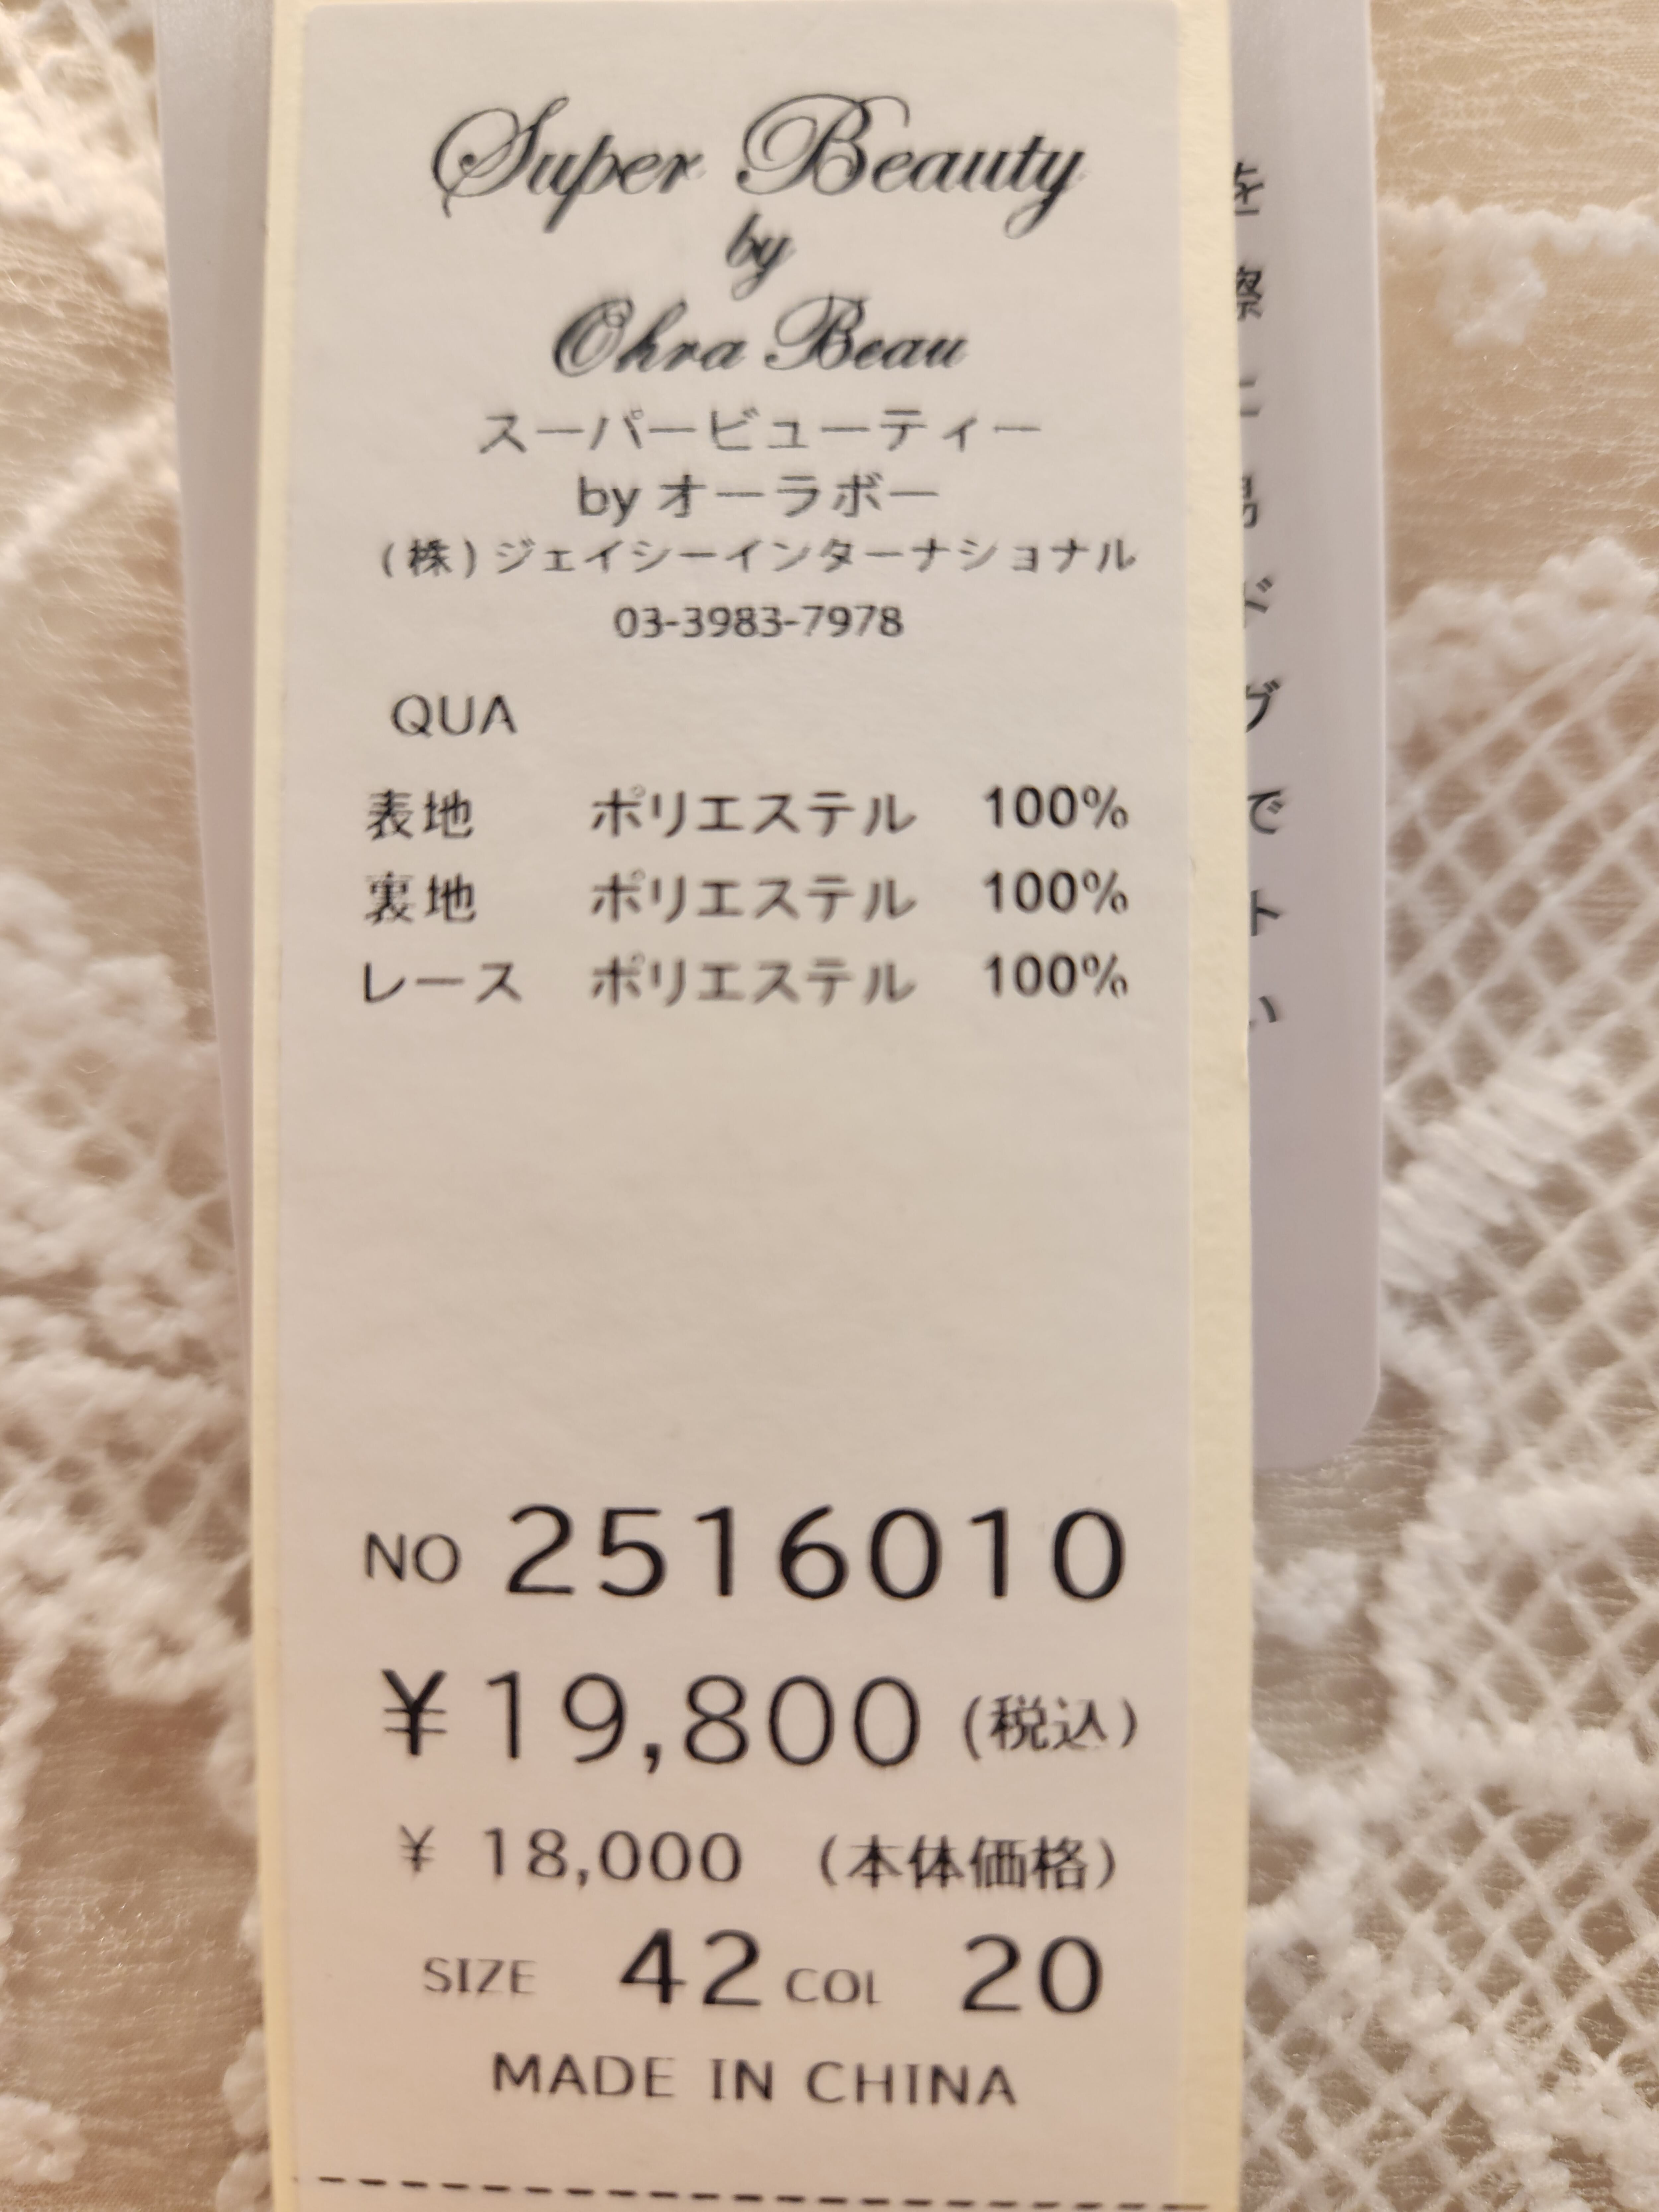 Super Beauty
by
Ohra Beau
スーパービューティー
by オーラボー
(株)ジェイシーインターナショナル
03-3983-7978
QUA
表地 ポリエステル 100%
裏地 ポリエステル 100%
レース ポリエステル 100%
NO 2516010
¥19,800 (税込)
¥ 18,000 (本体価格)
SIZE 42 COL 20
MADE IN CHINA